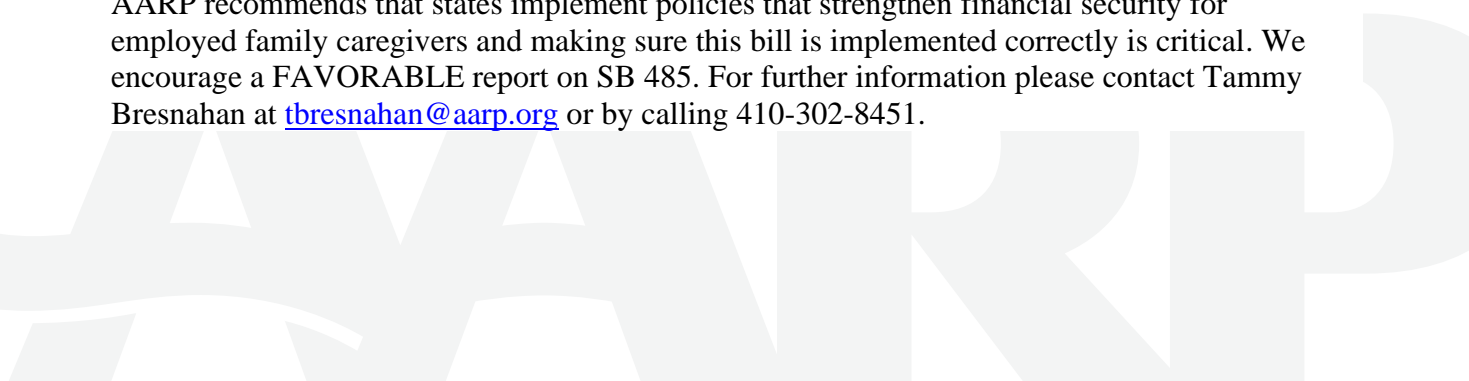 AARP recommends that states implement policies that strengthen financial security for
employed family caregivers and making sure this bill is implemented correctly is critical. We
encourage a FAVORABLE report on SB 485. For further information please contact Tammy
Bresnahan at tbresnahan@aarp.org or by calling 410-302-8451.
AARP